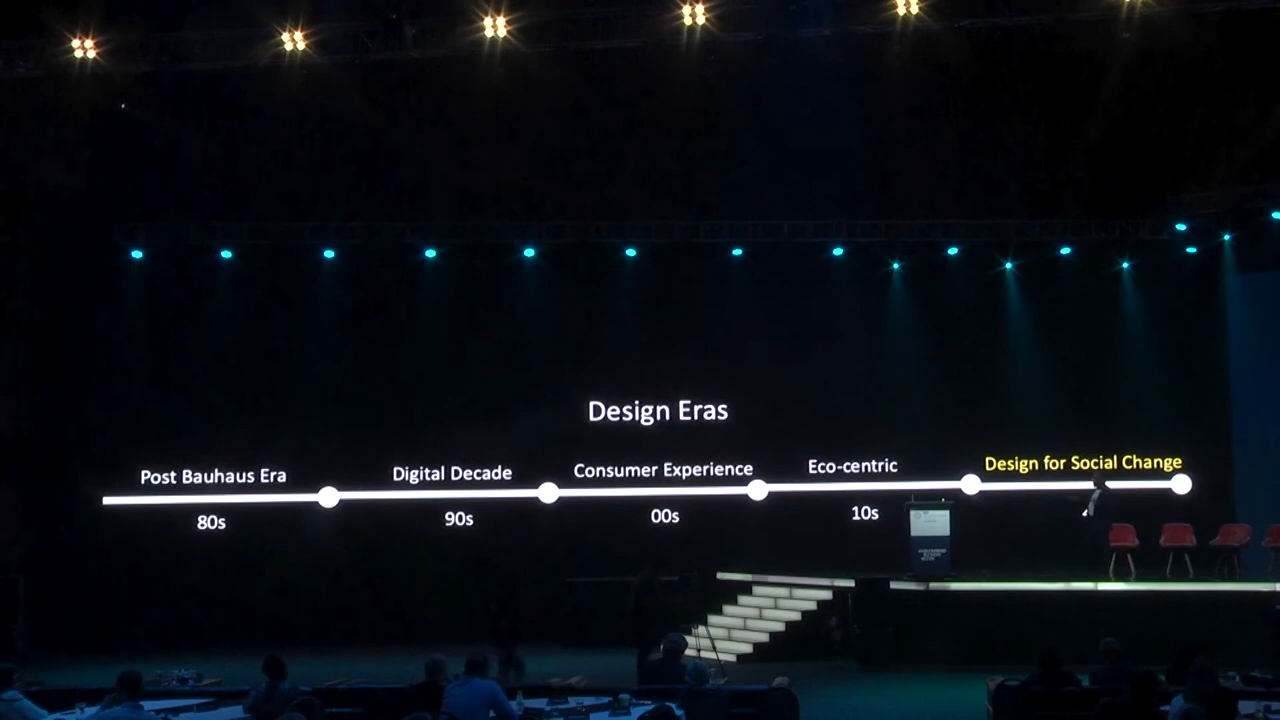 Design Eras
Post Bauhaus Era
Digital Decade
Consumer Experience
Eco-centric
Design for Social Change
80s
90s
00s
10s